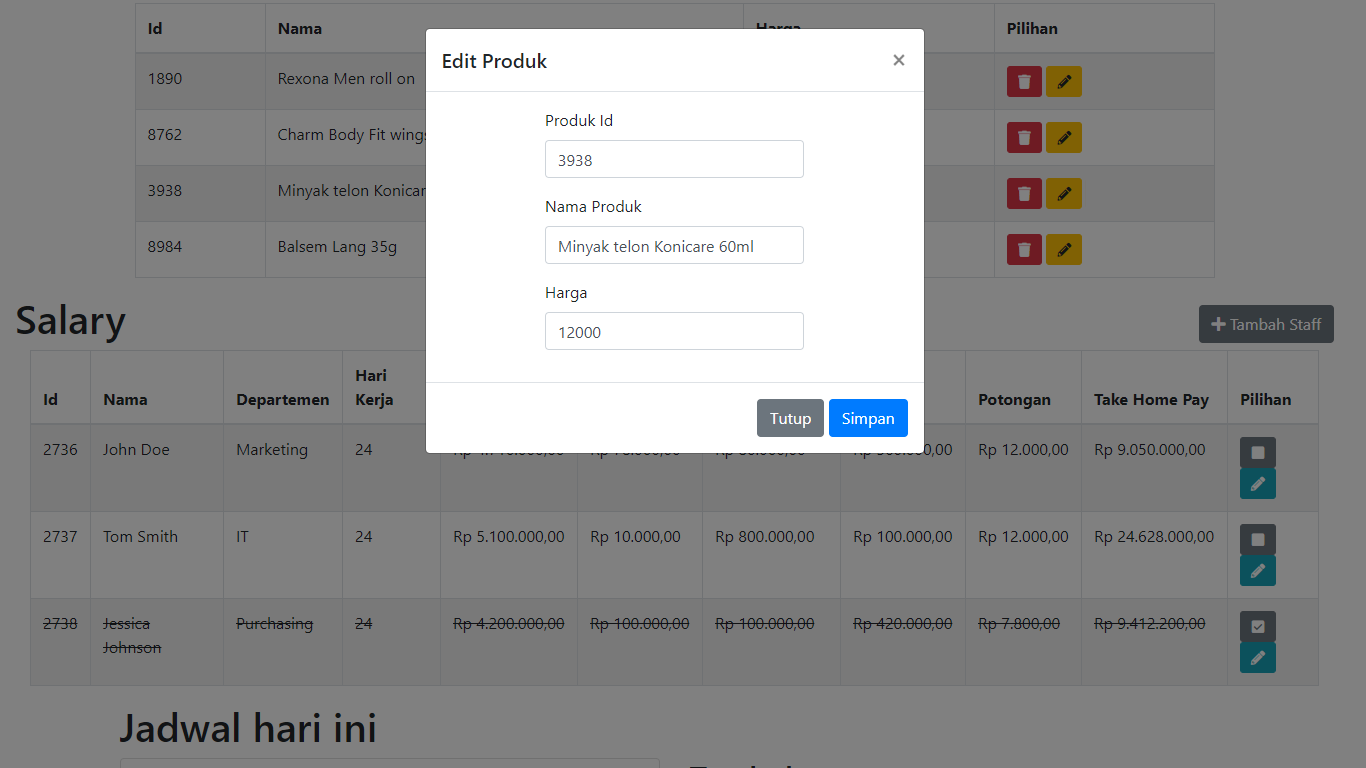 Id Nama Harga Pilihan
Edit Produk ×
1890 Rexona Men roll on
Produk Id
8762 Charm Body Fit wings
3938
3938 Minyak telon Konicar
Nama Produk
8984 Balsem Lang 35g
Minyak telon Konicare 60ml
Harga
12000
Salary
Tambah Staff
Tutup Simpan
Id Nama Departemen Hari Kerja Potongan Take Home Pay Pilihan
2736 John Doe Marketing 24 Rp 12.000,00 Rp 9.050.000,00
2737 Tom Smith IT 24 Rp 5.100.000,00 Rp 10.000,00 Rp 800.000,00 Rp 100.000,00 Rp 12.000,00 Rp 24.628.000,00
2738 Jessica Johnson Purchasing 24 Rp 4.200.000,00 Rp 100.000,00 Rp 100.000,00 Rp 420.000,00 Rp 7.800,00 Rp 9.412.200,00
Jadwal hari ini